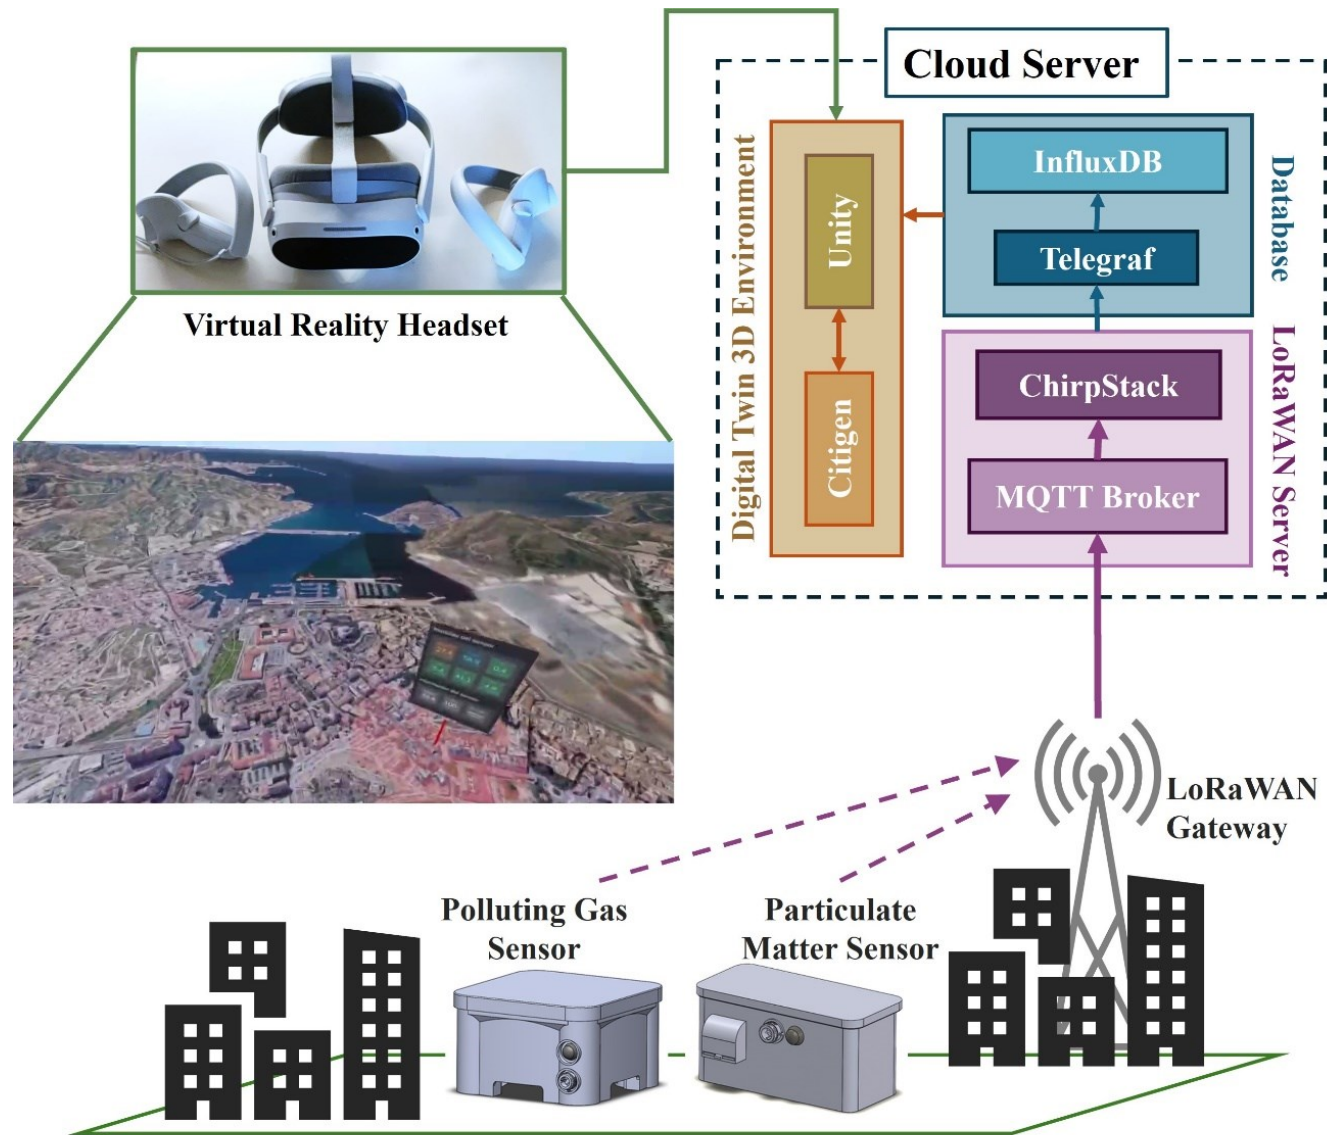 Cloud Server
Virtual Reality Headset
Digital Twin 3D Environment
Unity
Citigen
InfluxDB
Telegraf
Database
ChirpStack
MQTT Broker
LoRaWAN Server
LoRaWAN
Gateway
Polluting Gas
Sensor
Particulate
Matter Sensor